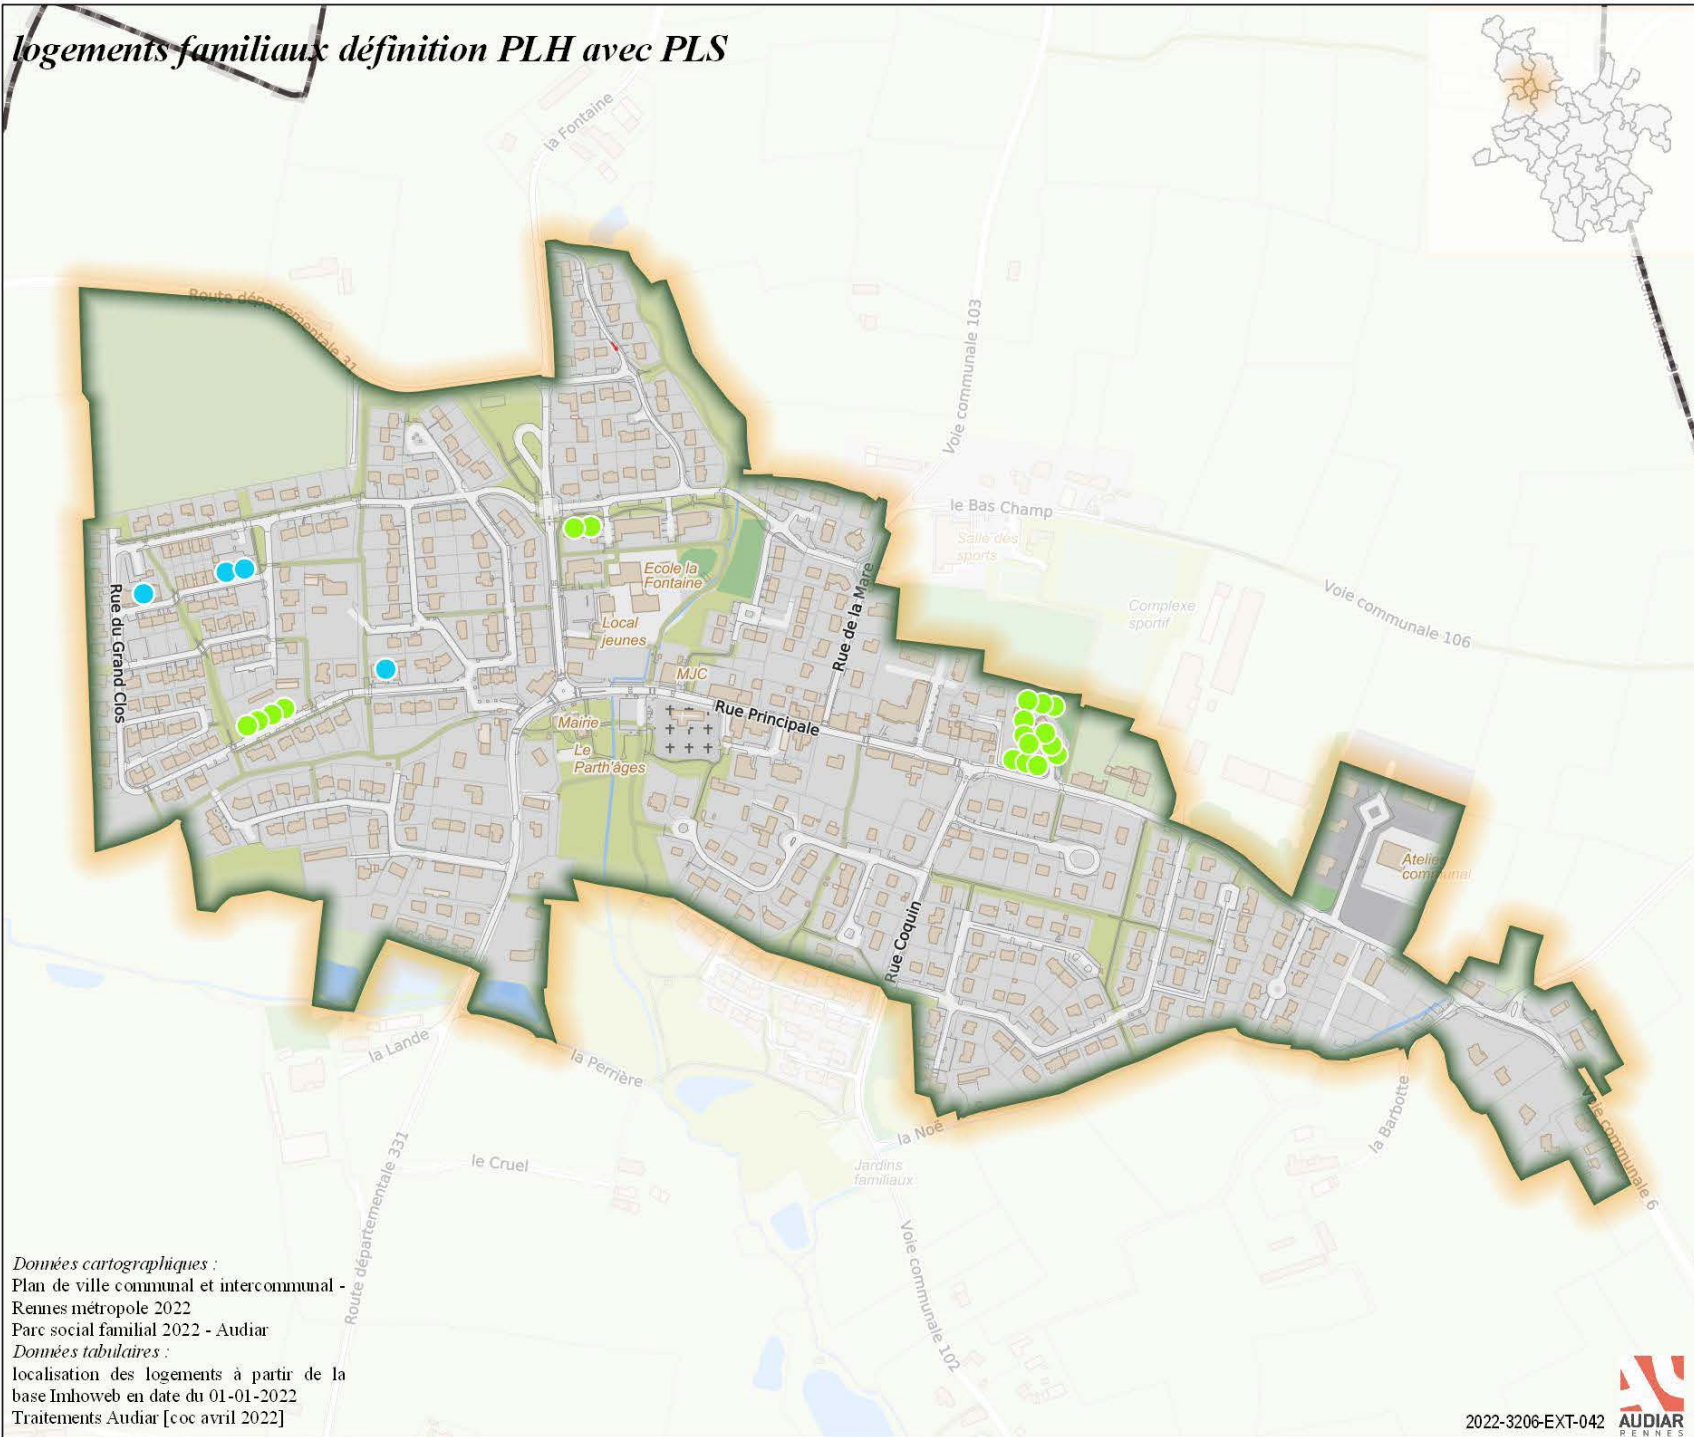 logements familiaux définition PLH avec PLS
la Fontaine
Route départementale 31
Voie communale 103
le Bas Champ
Salle des
sports
Voie communale 106
Complexe
sportif
Rue du Grand Clos
Ecole la
Fontaine
Local
jeunes
MJC
Rue de la Mare
Rue Principale
Mairie
Le
Parth'âges
Atelier
communal
Rue Coquin
la Lande
la Perrière
la Noë
la Barbotte
Voie communale 6
Jardins
familiaux
le Cruel
Route départementale 331
Voie communale 102
Données cartographiques :
Plan de ville communal et intercommunal -
Rennes métropole 2022
Parc social familial 2022 - Audiar
Données tabulaires :
localisation des logements à partir de la
base Imhoweb en date du 01-01-2022
Traitements Audiar [coc avril 2022]
2022-3206-EXT-042
AUDIAR
RENNES